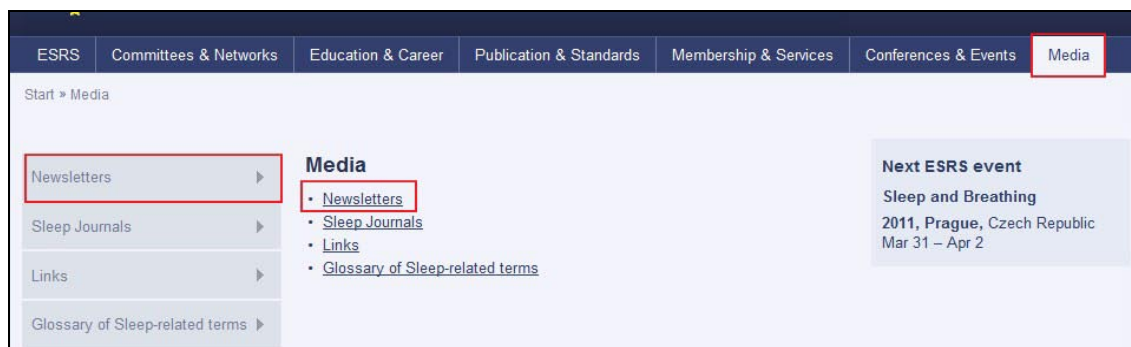 ESRS Committees & Networks Education & Career Publication & Standards Membership & Services Conferences & Events Media
Start » Media
Newsletters
Sleep Journals
Links
Glossary of Sleep-related terms
Media
• Newsletters
• Sleep Journals
• Links
• Glossary of Sleep-related terms
Next ESRS event
Sleep and Breathing
2011, Prague, Czech Republic
Mar 31 – Apr 2